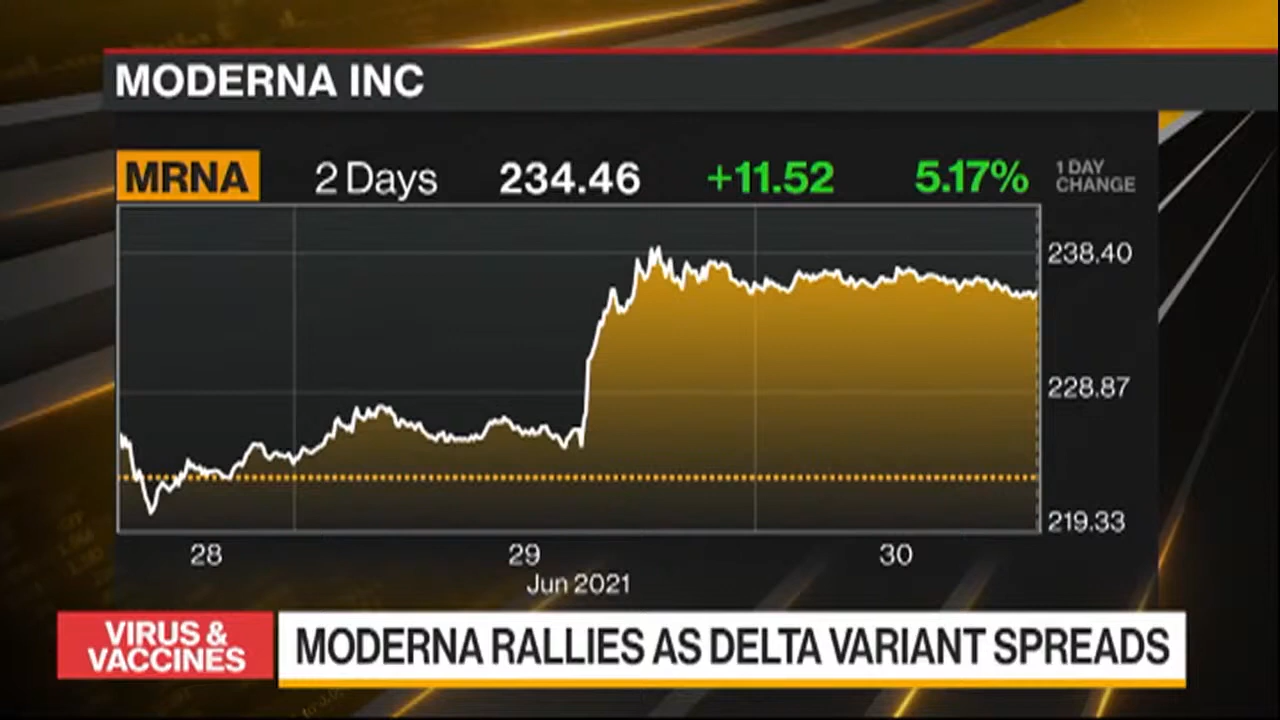 MODERNA INC
MRNA 2 Days 234.46 +11.52 5.17% 1 DAY CHANGE
238.40
228.87
219.33
28 29 30
Jun 2021
VIRUS & VACCINES
MODERNA RALLIES AS DELTA VARIANT SPREADS